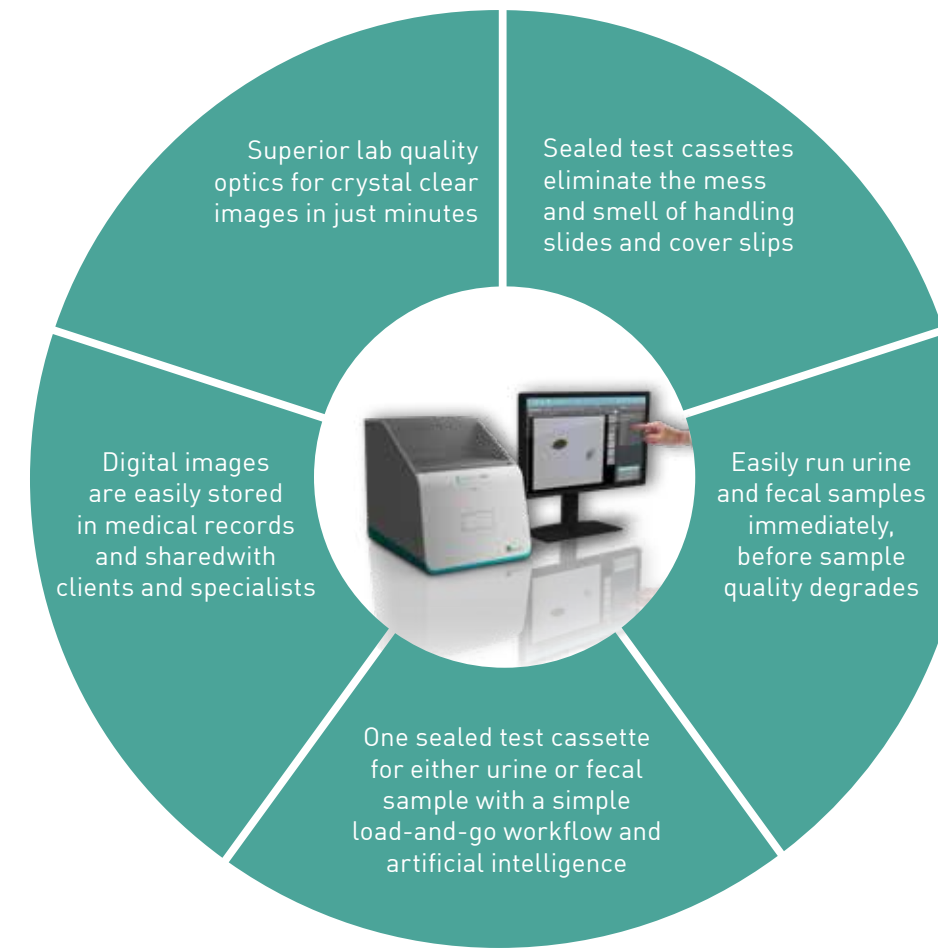 Superior lab quality
optics for crystal clear
images in just minutes
Sealed test cassettes
eliminate the mess
and smell of handling
slides and cover slips
Easily run urine
and fecal samples
immediately,
before sample
quality degrades
One sealed test cassette
for either urine or fecal
sample with a simple
load-and-go workflow and
artificial intelligence
Digital images
are easily stored
in medical records
and sharedwith
clients and specialists